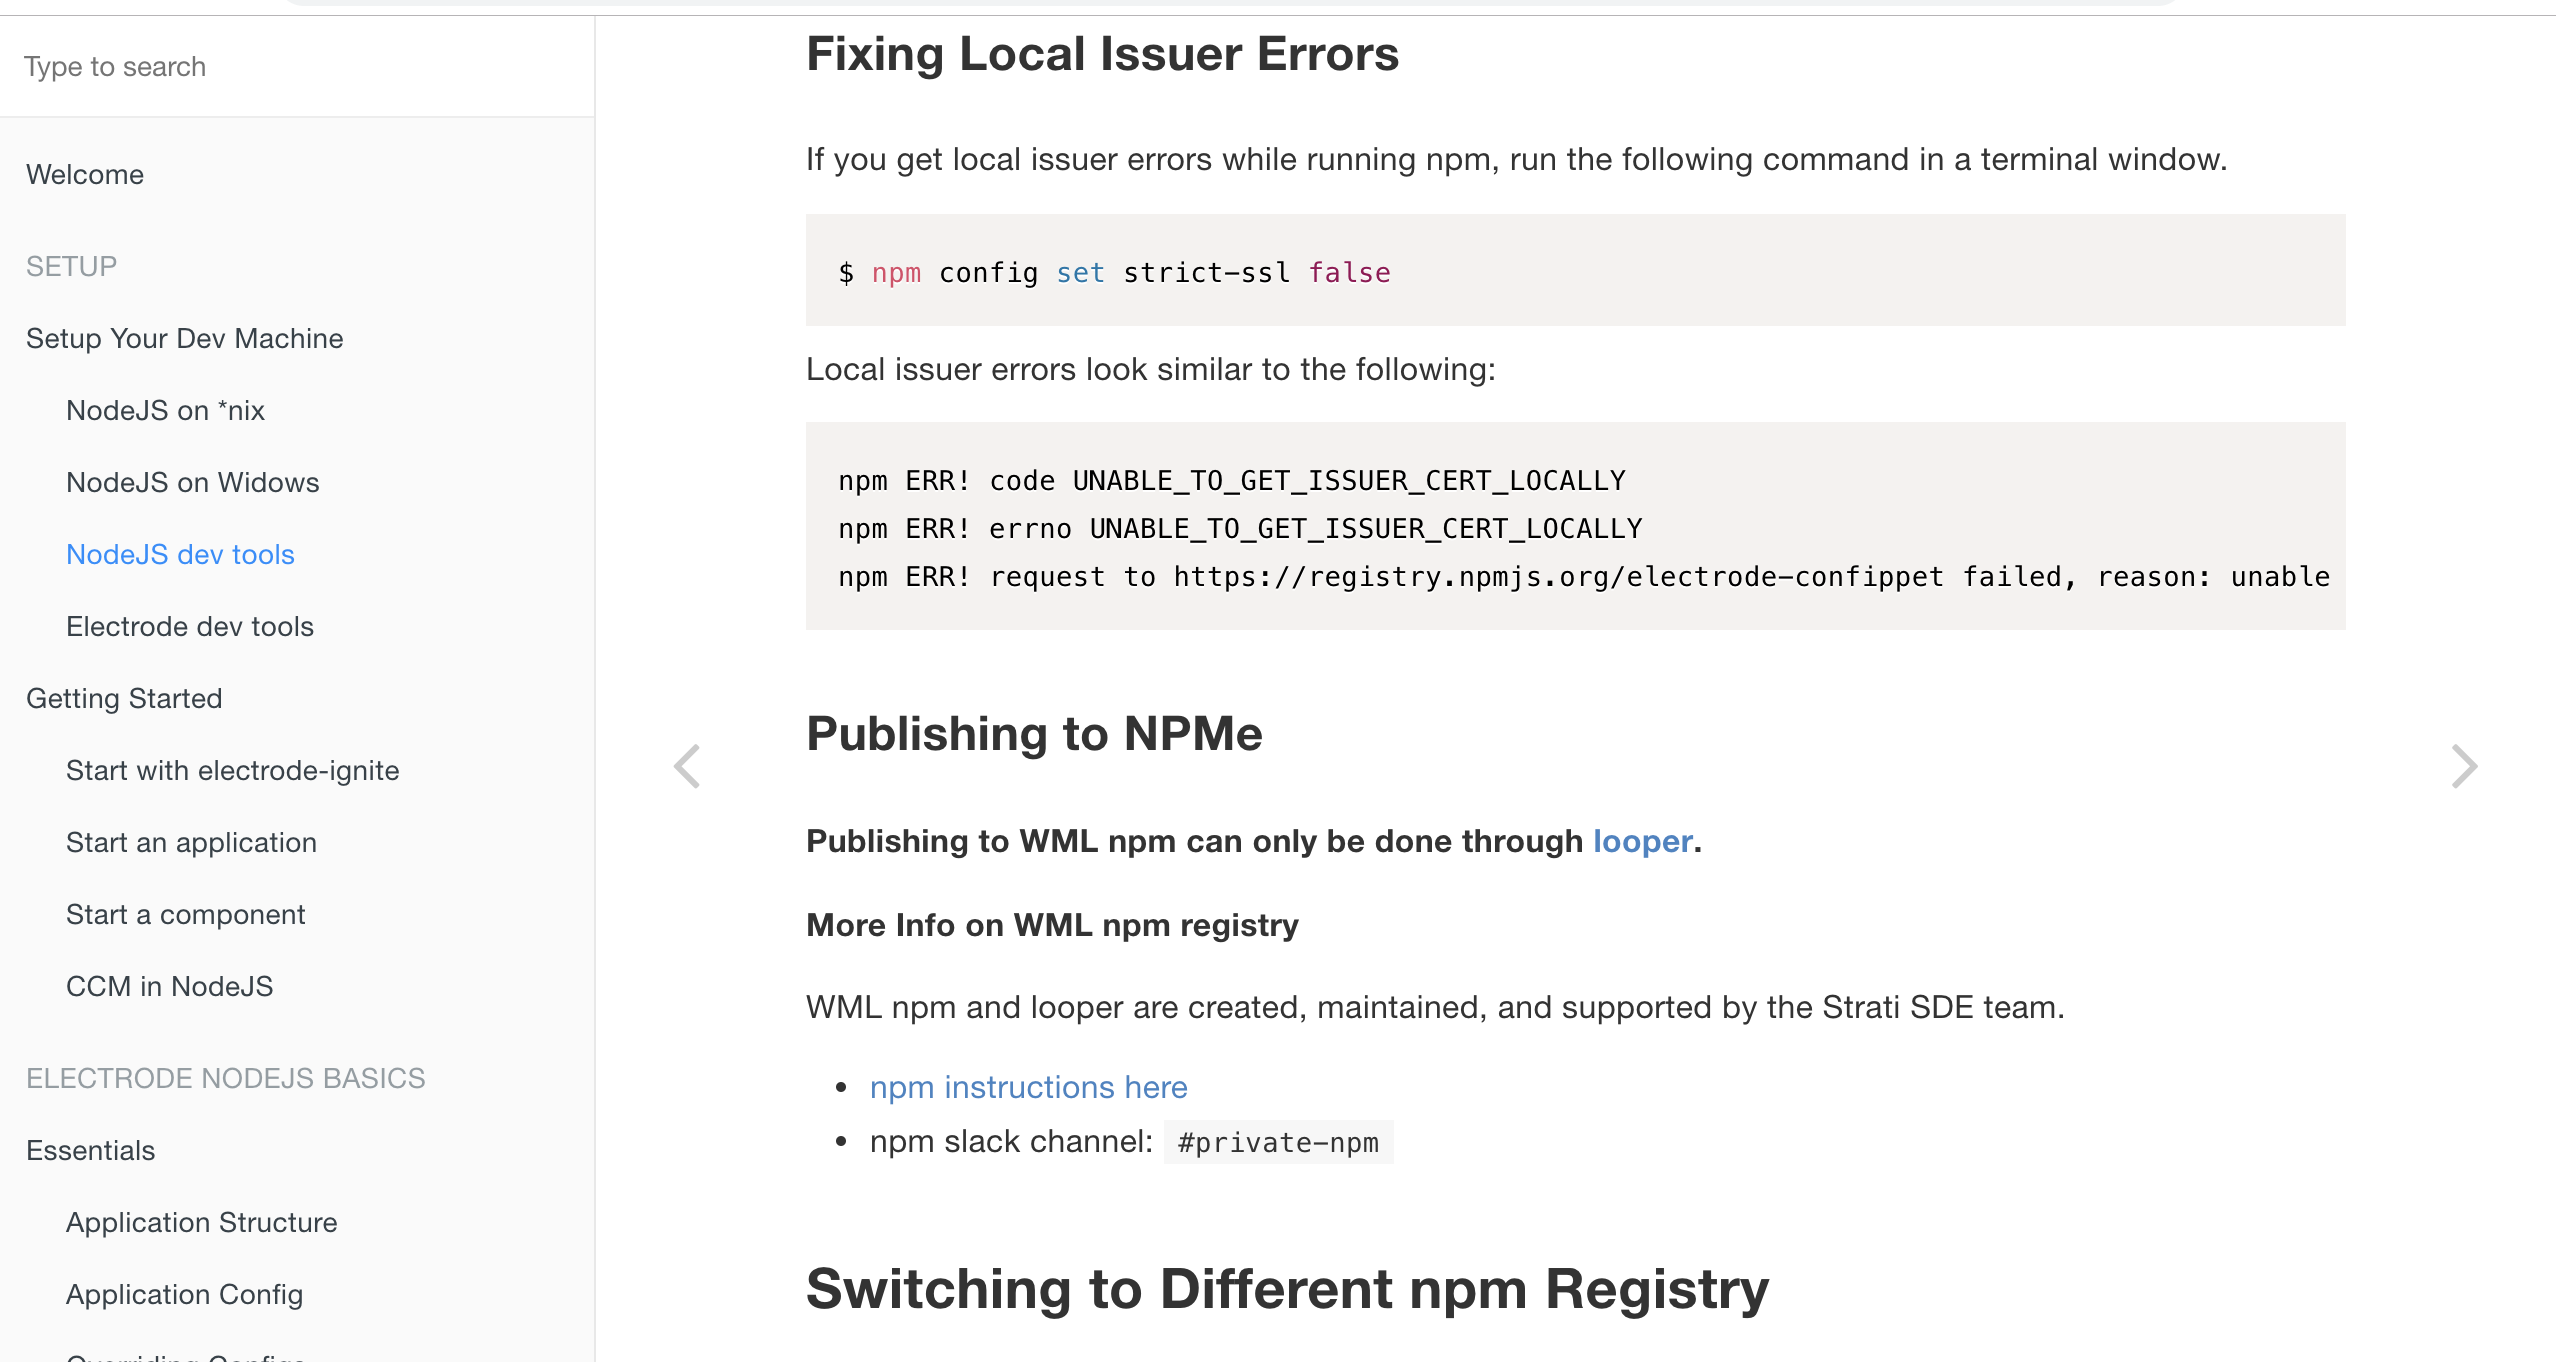 Type to search
Welcome
SETUP
Setup Your Dev Machine
NodeJS on *nix
NodeJS on Widows
NodeJS dev tools
Electrode dev tools
Getting Started
Start with electrode-ignite
Start an application
Start a component
CCM in NodeJS
ELECTRODE NODEJS BASICS
Essentials
Application Structure
Application Config
Overriding Configs
Fixing Local Issuer Errors
If you get local issuer errors while running npm, run the following command in a terminal window.
$ npm config set strict-ssl false
Local issuer errors look similar to the following:
npm ERR! code UNABLE_TO_GET_ISSUER_CERT_LOCALLY
npm ERR! errno UNABLE_TO_GET_ISSUER_CERT_LOCALLY
npm ERR! request to https://registry.npmjs.org/electrode-confippet failed, reason: unable
Publishing to NPMe
Publishing to WML npm can only be done through looper.
More Info on WML npm registry
WML npm and looper are created, maintained, and supported by the Strati SDE team.
• npm instructions here
• npm slack channel: #private-npm
Switching to Different npm Registry